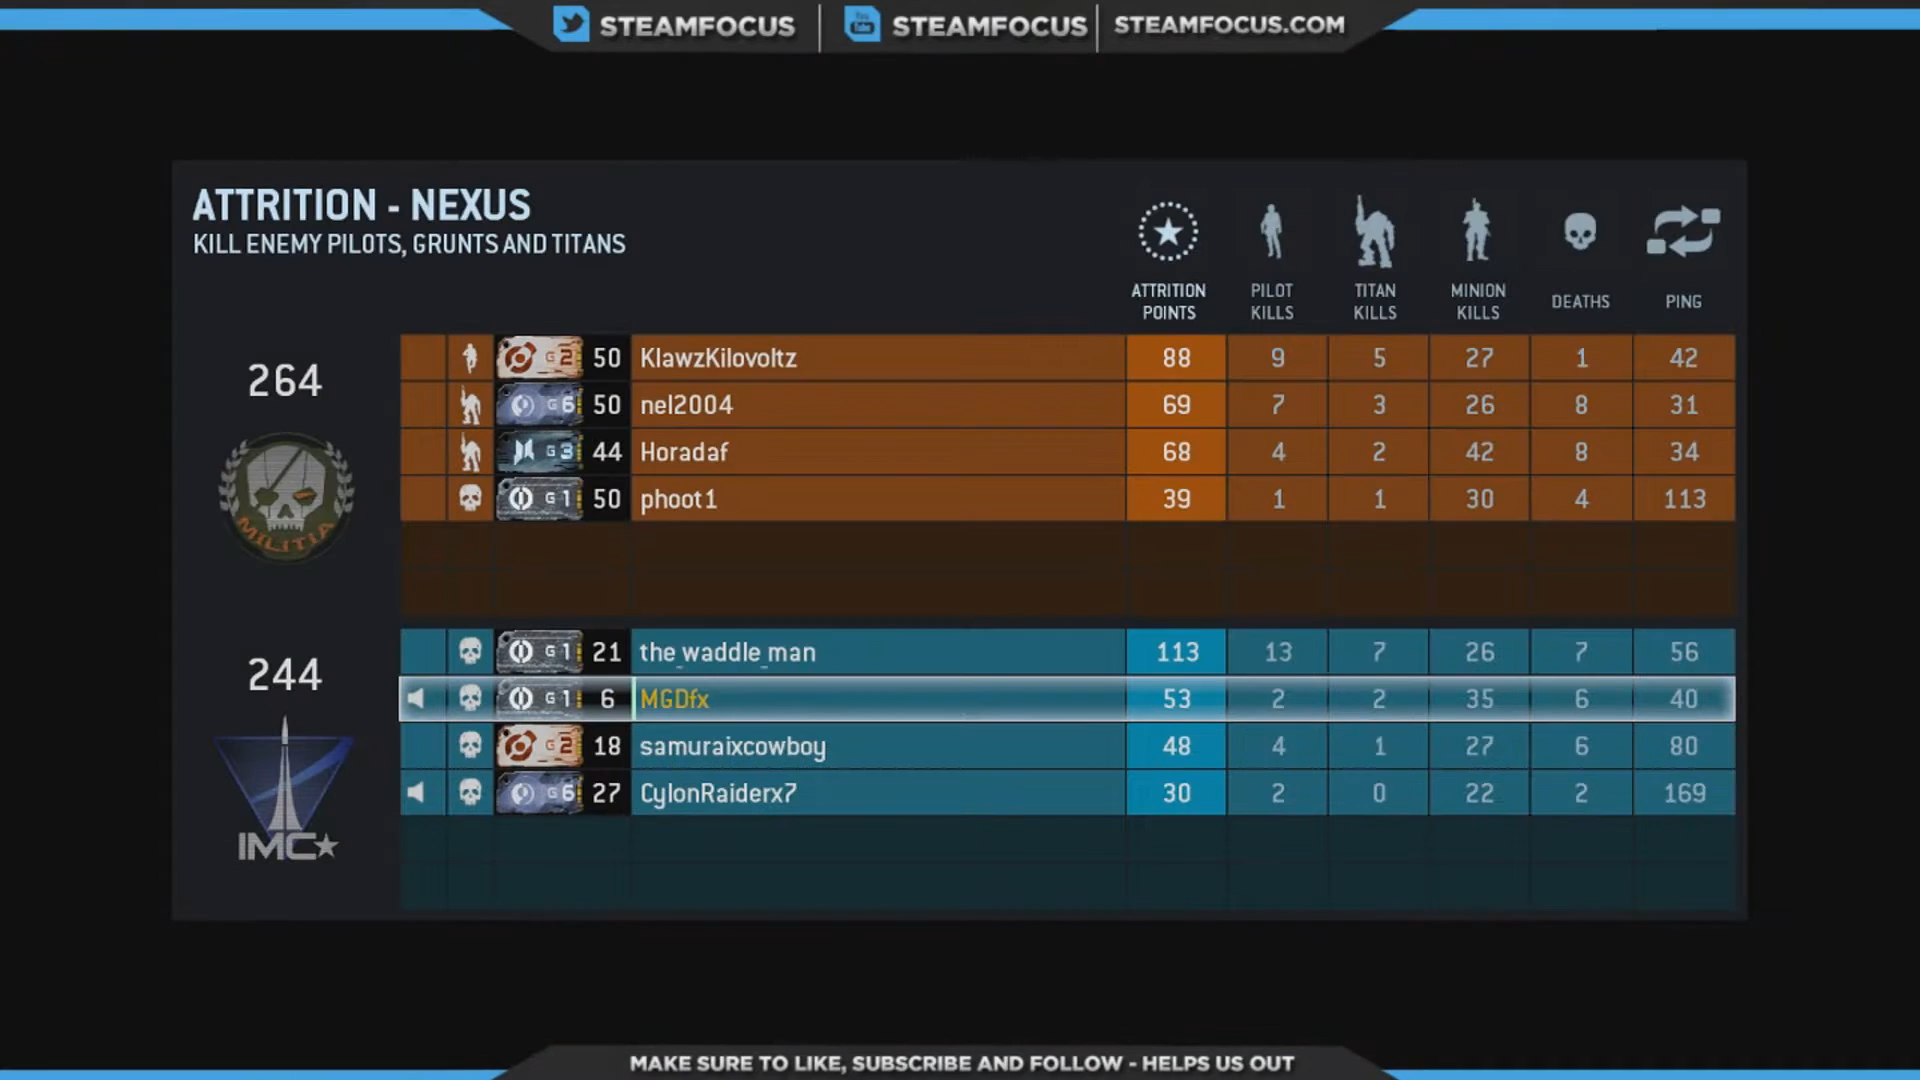 STEAMFOCUS You Tube STEAMFOCUS STEAMFOCUS.COM
ATTRITION - NEXUS
KILL ENEMY PILOTS, GRUNTS AND TITANS
ATTRITION POINTS PILOT KILLS TITAN KILLS MINION KILLS DEATHS PING
264
MILITIA
G2 50 KlawzKilovoltz 88 9 5 27 1 42
G6 50 nel2004 69 7 3 26 8 31
G3 44 Horadaf 68 4 2 42 8 34
G1 50 phoot1 39 1 1 30 4 113
244
IMC
G1 21 the_waddle_man 113 13 7 26 7 56
G1 6 MGDfx 53 2 2 35 6 40
G2 18 samuraixcowboy 48 4 1 27 6 80
G6 27 CylonRaiderx7 30 2 0 22 2 169
MAKE SURE TO LIKE, SUBSCRIBE AND FOLLOW - HELPS US OUT